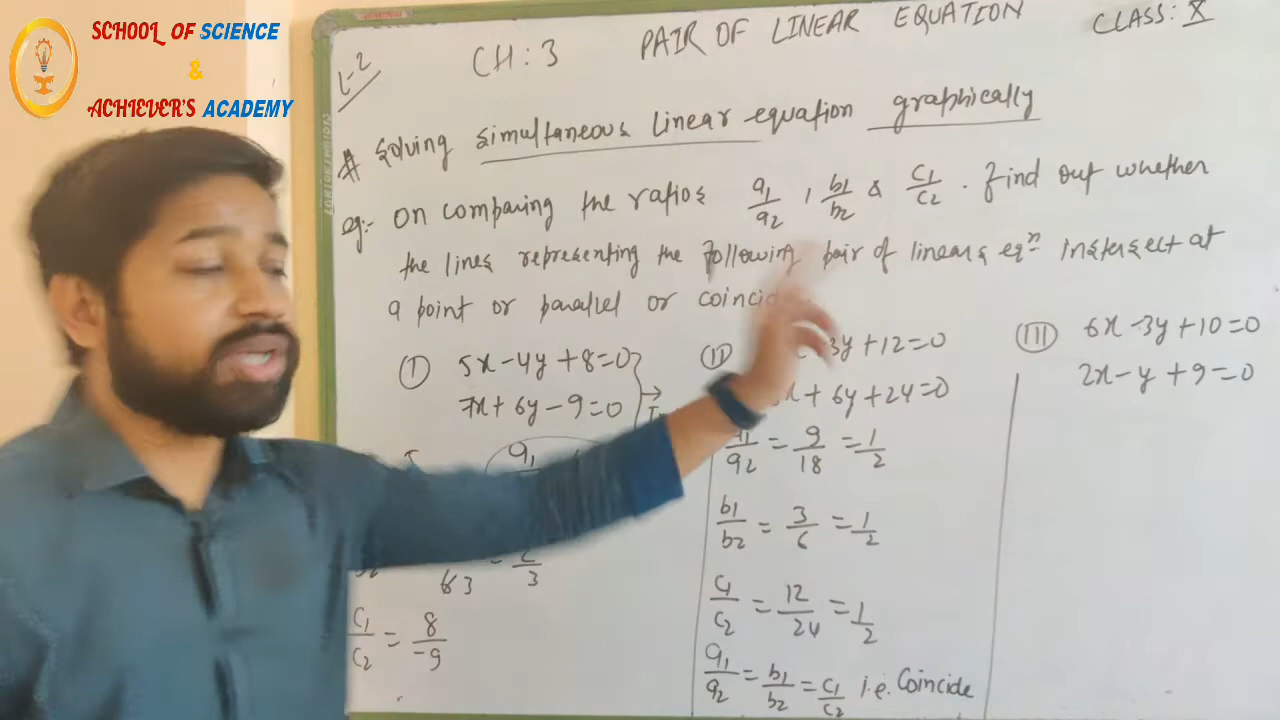 SCHOOL OF SCIENCE
&
ACHIEVER'S ACADEMY
L-2
CH : 3 PAIR OF LINEAR EQUATION CLASS : X
# Solving simultaneous linear equation graphically
eg:- On comparing the ratios a1/a2 , b1/b2 & c1/c2 . find out whether
the lines representing the following pair of linears eqn intersect at
a point or parallel or coincid
(I) 5x-4y+8=0
7x+6y-9=0
a1
6 3
3
c1/c2 = 8/-9
(II) 3y+12=0
x+6y+24=0
a1/a2 = 9/18 = 1/2
b1/b2 = 3/6 = 1/2
c1/c2 = 12/24 = 1/2
a1/a2 = b1/b2 = c1/c2 i.e. Coincide
(III) 6x-3y+10=0
2x-y+9=0